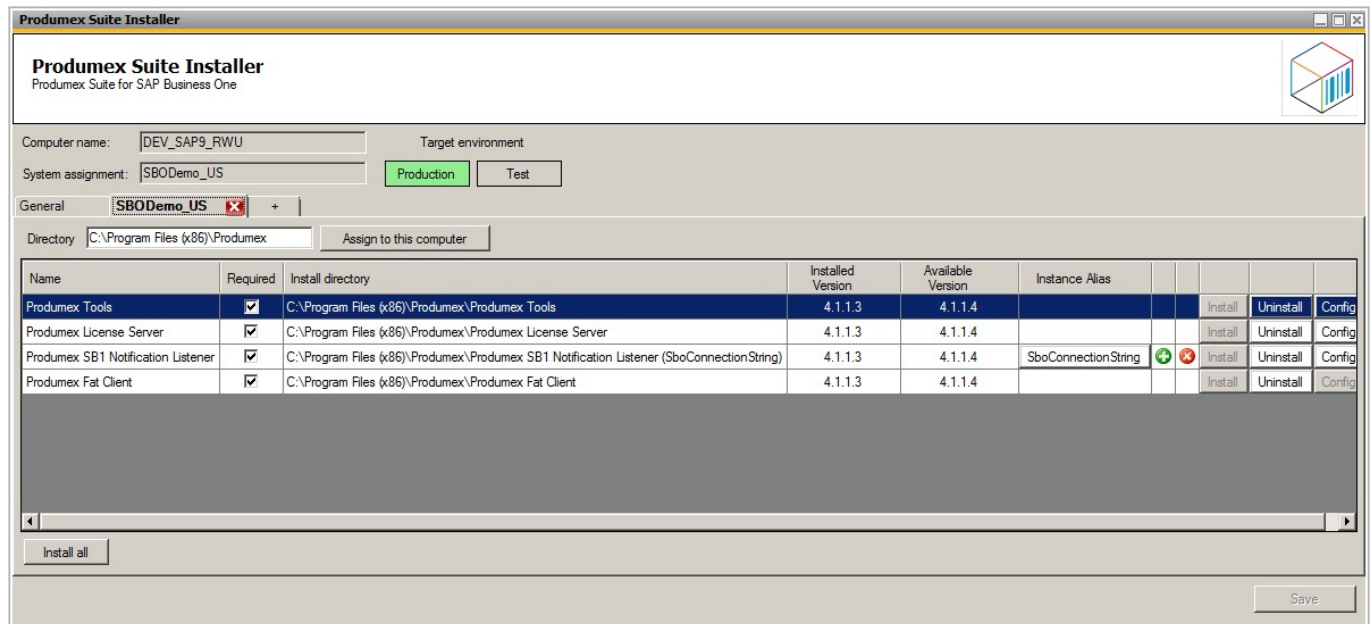 Produmex Suite Installer
Produmex Suite Installer
Produmex Suite for SAP Business One
Computer name: DEV_SAP9_RWU Target environment
System assignment: SBODemo_US Production Test
General SBODemo_US +
Directory C:\Program Files (x86)\Produmex Assign to this computer
Name Required Install directory Installed Version Available Version Instance Alias
Produmex Tools C:\Program Files (x86)\Produmex\Produmex Tools 4.1.1.3 4.1.1.4 Install Uninstall Config
Produmex License Server C:\Program Files (x86)\Produmex\Produmex License Server 4.1.1.3 4.1.1.4 Install Uninstall Config
Produmex SB1 Notification Listener C:\Program Files (x86)\Produmex\Produmex SB1 Notification Listener (SboConnectionString) 4.1.1.3 4.1.1.4 SboConnectionString Install Uninstall Config
Produmex Fat Client C:\Program Files (x86)\Produmex\Produmex Fat Client 4.1.1.3 4.1.1.4 Install Uninstall Config
Install all
Save